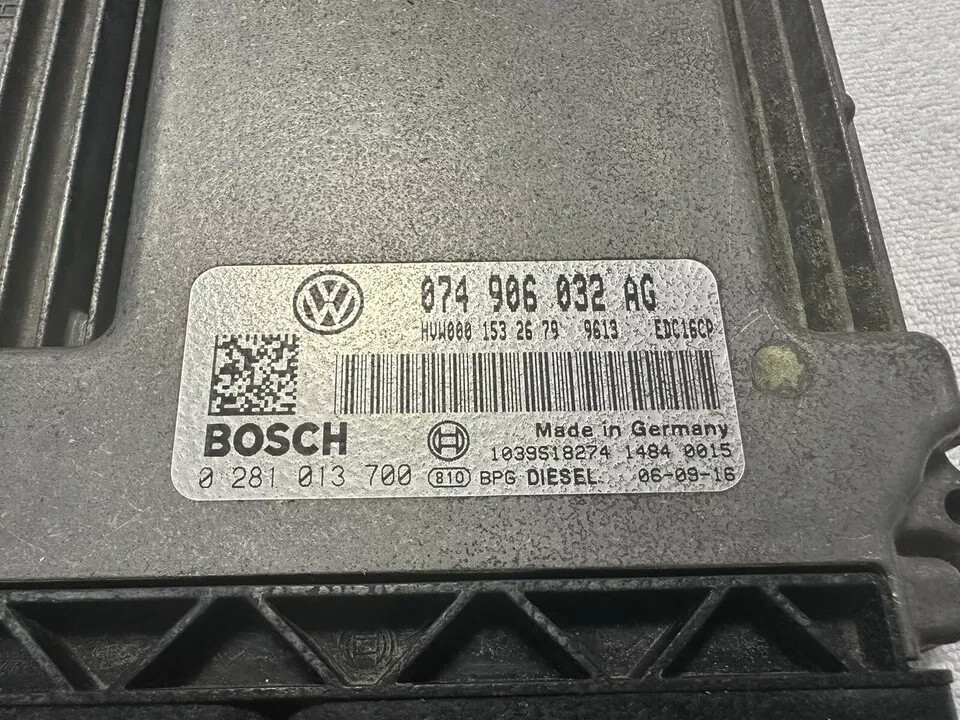 074 906 032 AG
HVW000 153 26 79 9613 EDC16CP
Made in Germany
BOSCH
1039S18274 1484 0015
0 281 013 700 810 BPG DIESEL 06-09-16